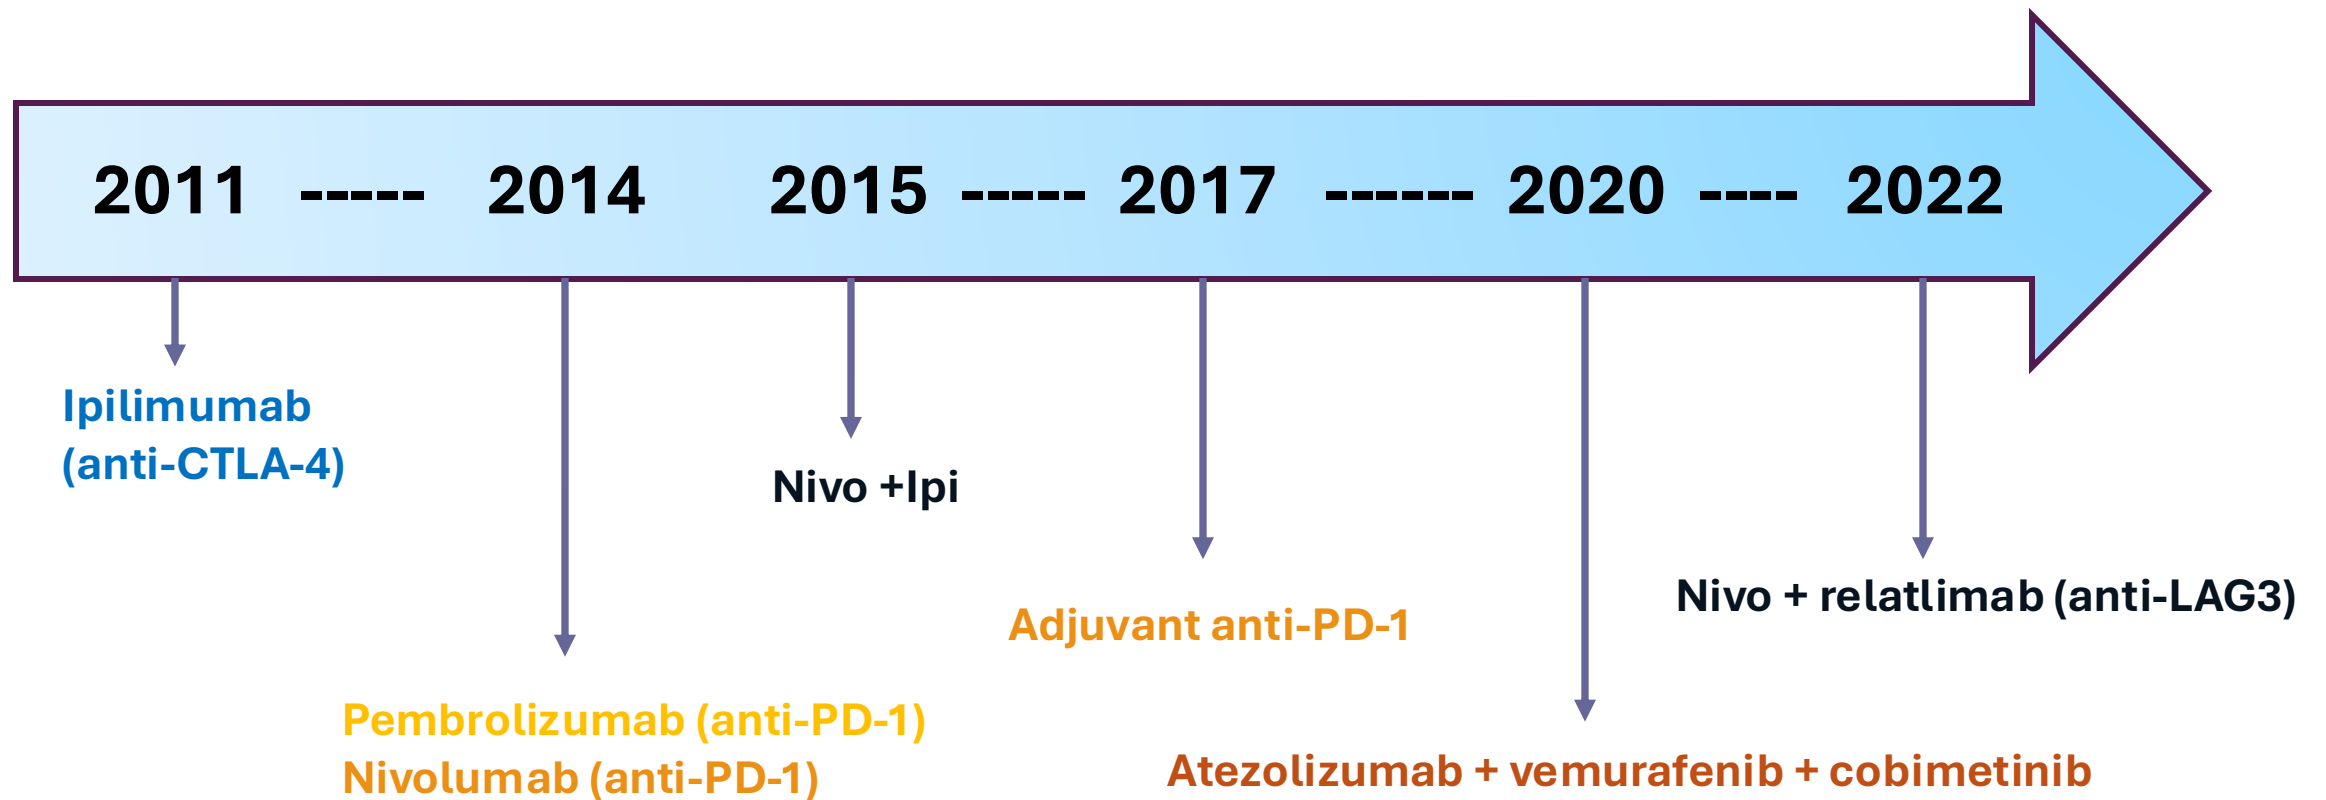 2011 ----- 2014 2015 ----- 2017 ------ 2020 ---- 2022
Ipilimumab
(anti-CTLA-4)
Pembrolizumab (anti-PD-1)
Nivolumab (anti-PD-1)
Nivo +Ipi
Adjuvant anti-PD-1
Atezolizumab + vemurafenib + cobimetinib
Nivo + relatlimab (anti-LAG3)